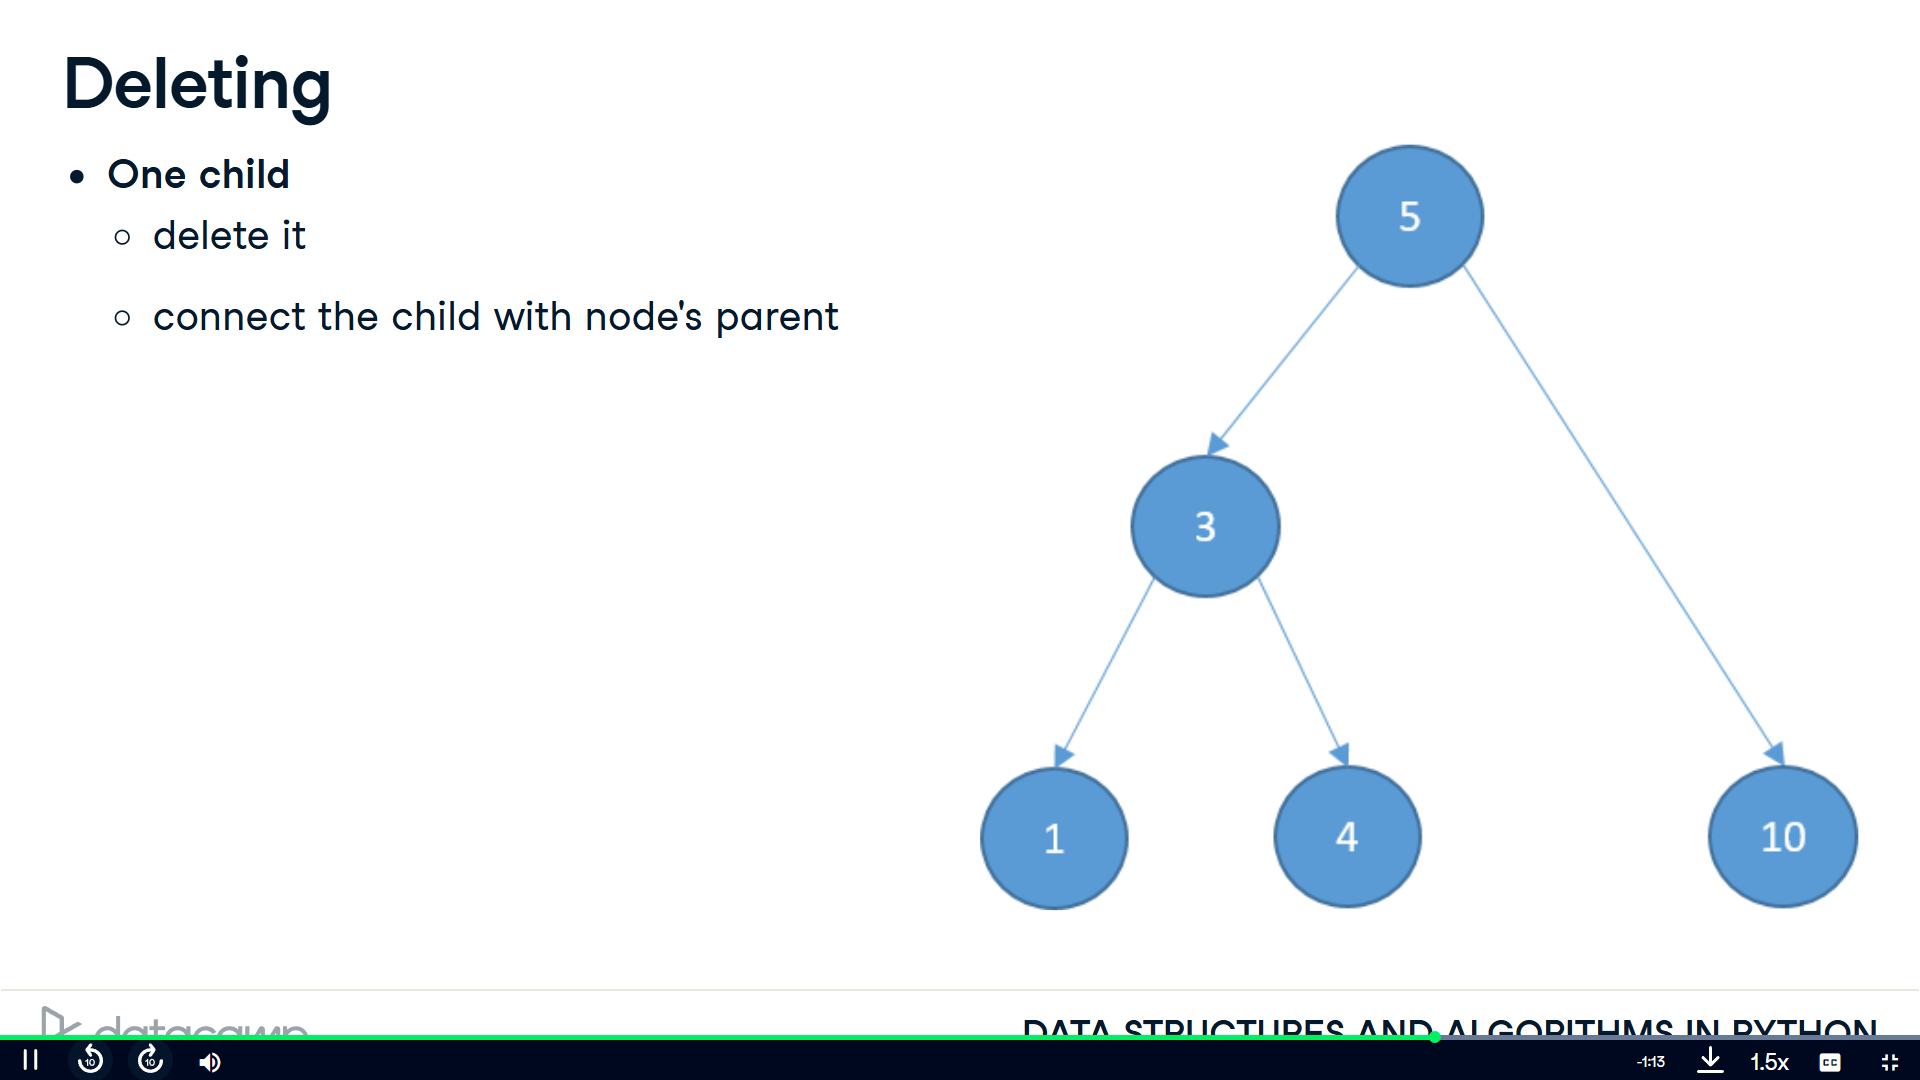 Deleting
One child
delete it
connect the child with node's parent
5
3
1
4
10
datacamp
DATA STRUCTURES AND ALGORITHMS IN PYTHON
10
10
-1:13
1.5x
CC